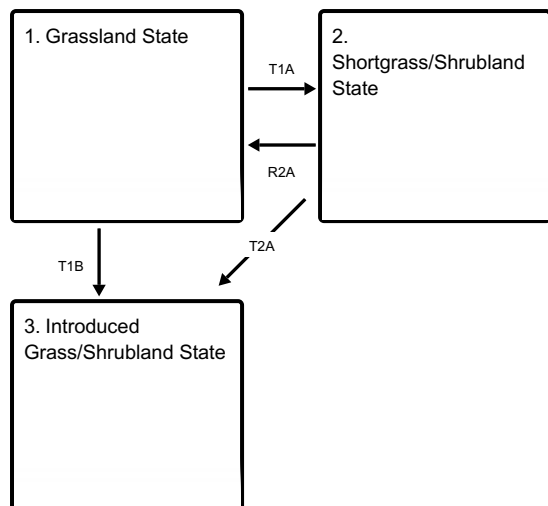 1. Grassland State
2.
Shortgrass/Shrubland
State
T1A
R2A
T2A
T1B
3. Introduced
Grass/Shrubland State